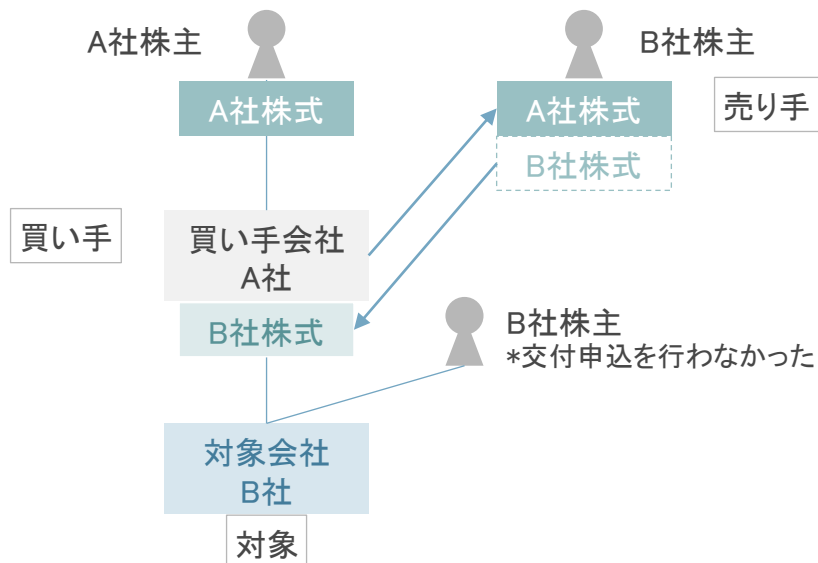 A社株主
B社株主
A社株式
A社株式
売り手
B社株式
買い手
買い手会社
A社
B社株式
B社株主
*交付申込を行わなかった
対象会社
B社
対象